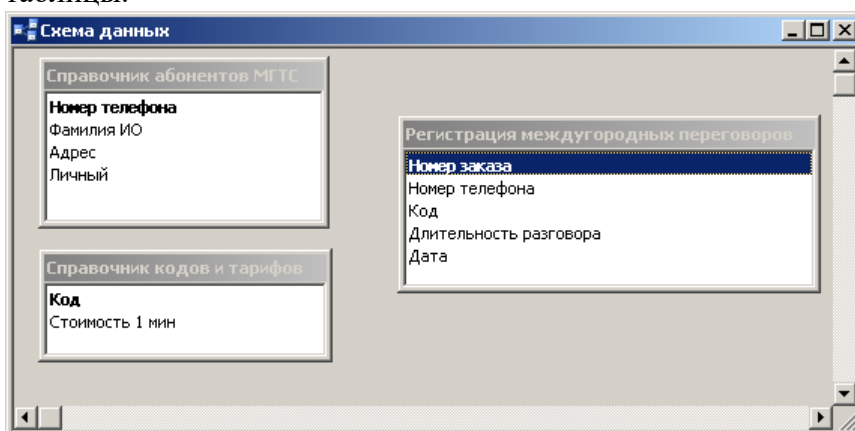 таблицы.
Схема данных
Справочник абонентов МГТС
Номер телефона
Фамилия ИО
Адрес
Личный
Регистрация междугородных переговоров
Номер заказа
Номер телефона
Код
Длительность разговора
Дата
Справочник кодов и тарифов
Код
Стоимость 1 мин